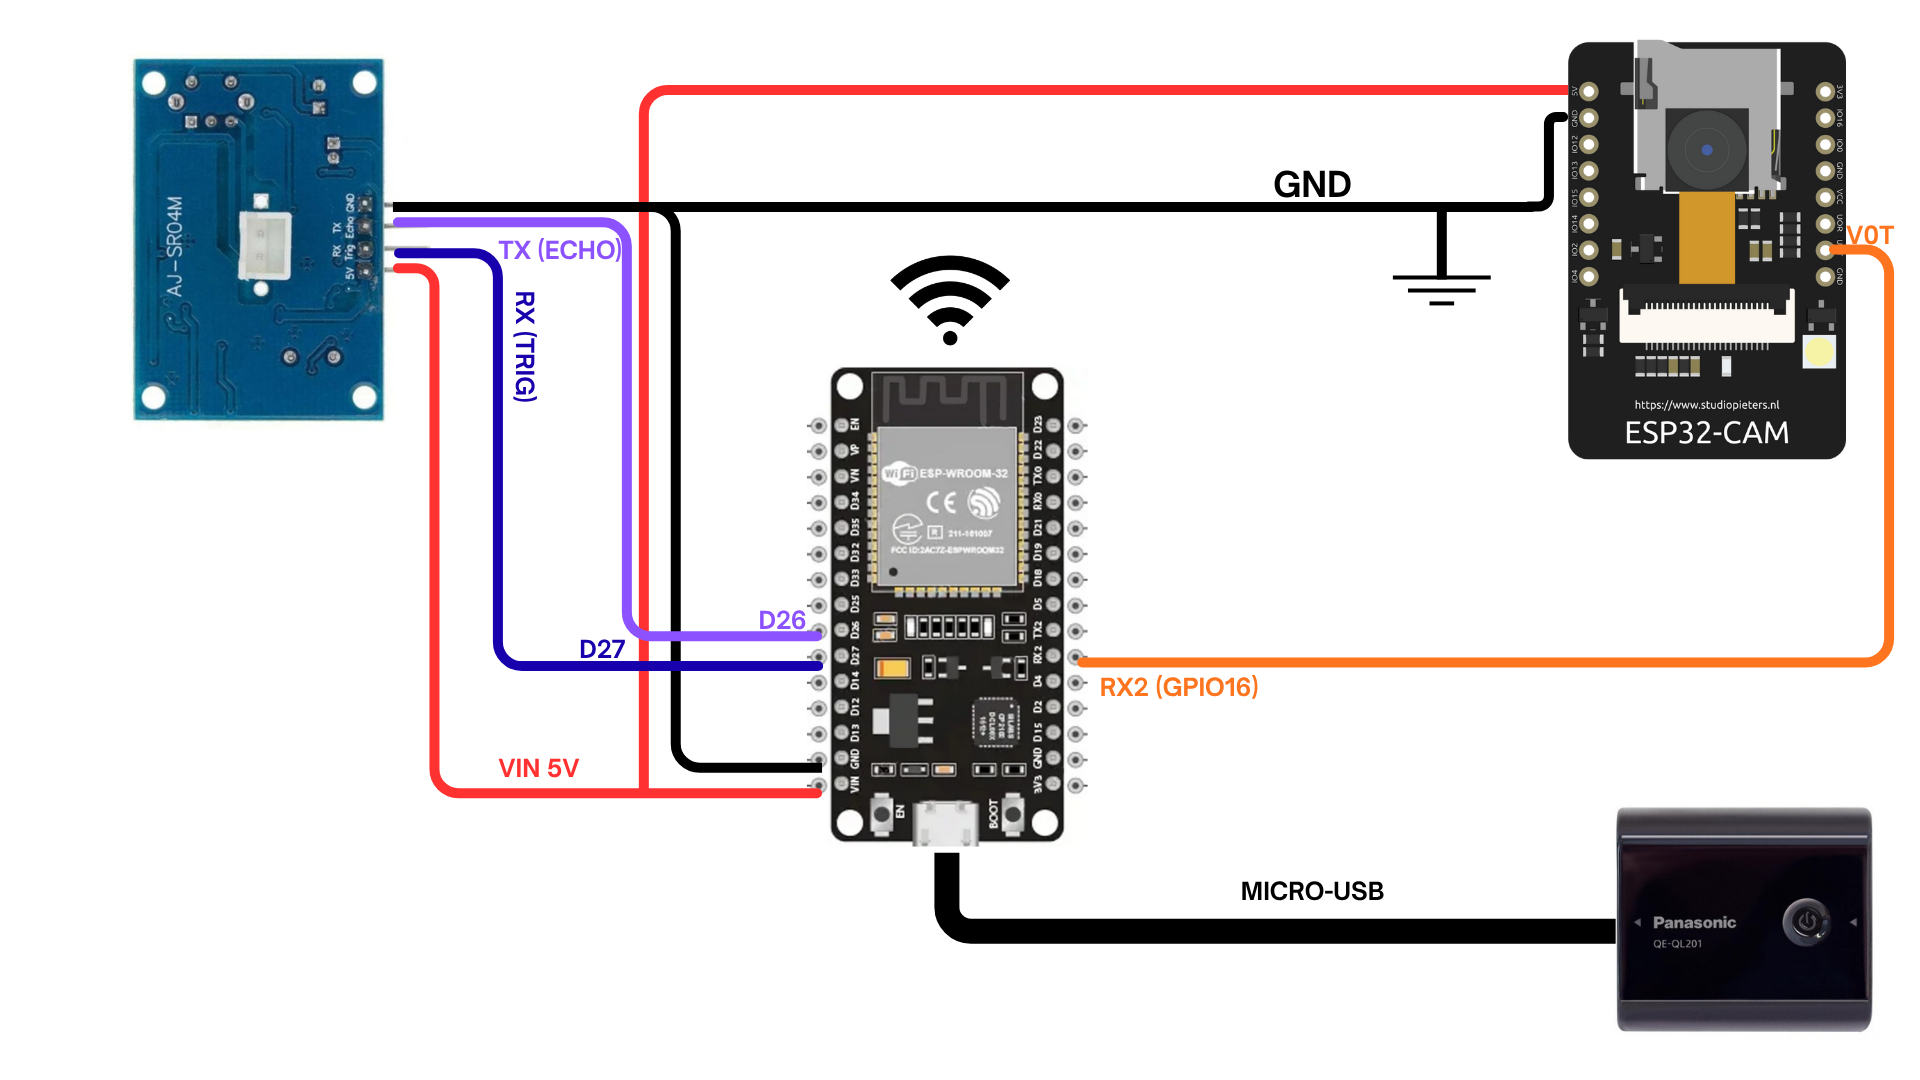 AJ-SR04M
GND
TX
Echo
RX
Trig
5V
TX (ECHO)
RX (TRIG)
D26
D27
VIN 5V
GND
5V
GND
IO12
IO13
IO15
IO14
IO2
IO4
3V3
IO16
IO0
GND
VCC
UOR
GND
V0T
https://www.studiopieters.nl
ESP32-CAM
EN
VP
VN
D34
D35
D32
D33
D25
D26
D27
D14
D12
D13
GND
VIN
D23
D22
TX0
RX0
D21
D19
D18
D5
TX2
RX2
D4
D2
D15
GND
3V3
WiFi ESP-WROOM-32
CE
R 211-161007
FCC ID:2AC7Z-ESPWROOM32
EN
BOOT
RX2 (GPIO16)
MICRO-USB
Panasonic
QE-QL201